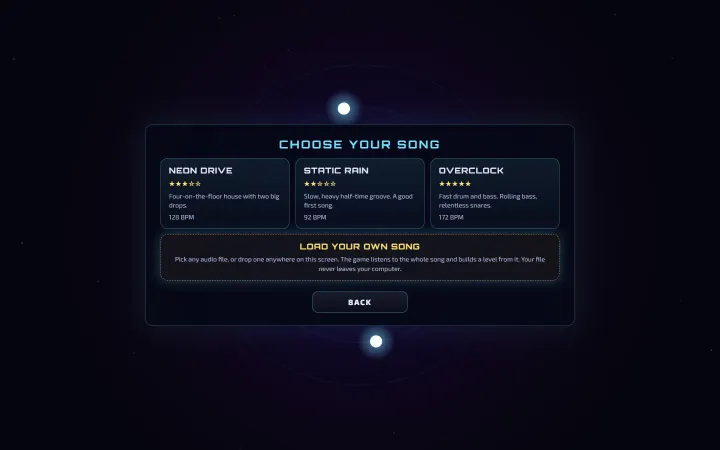 CHOOSE YOUR SONG
NEON DRIVE
★★★☆☆
Four-on-the-floor house with two big
drops.
128 BPM
STATIC RAIN
★★☆☆☆
Slow, heavy half-time groove. A good
first song.
92 BPM
OVERCLOCK
★★★★★
Fast drum and bass. Rolling bass,
relentless snares.
172 BPM
LOAD YOUR OWN SONG
Pick any audio file, or drop one anywhere on this screen. The game listens to the whole song and builds a level from it. Your file
never leaves your computer.
BACK